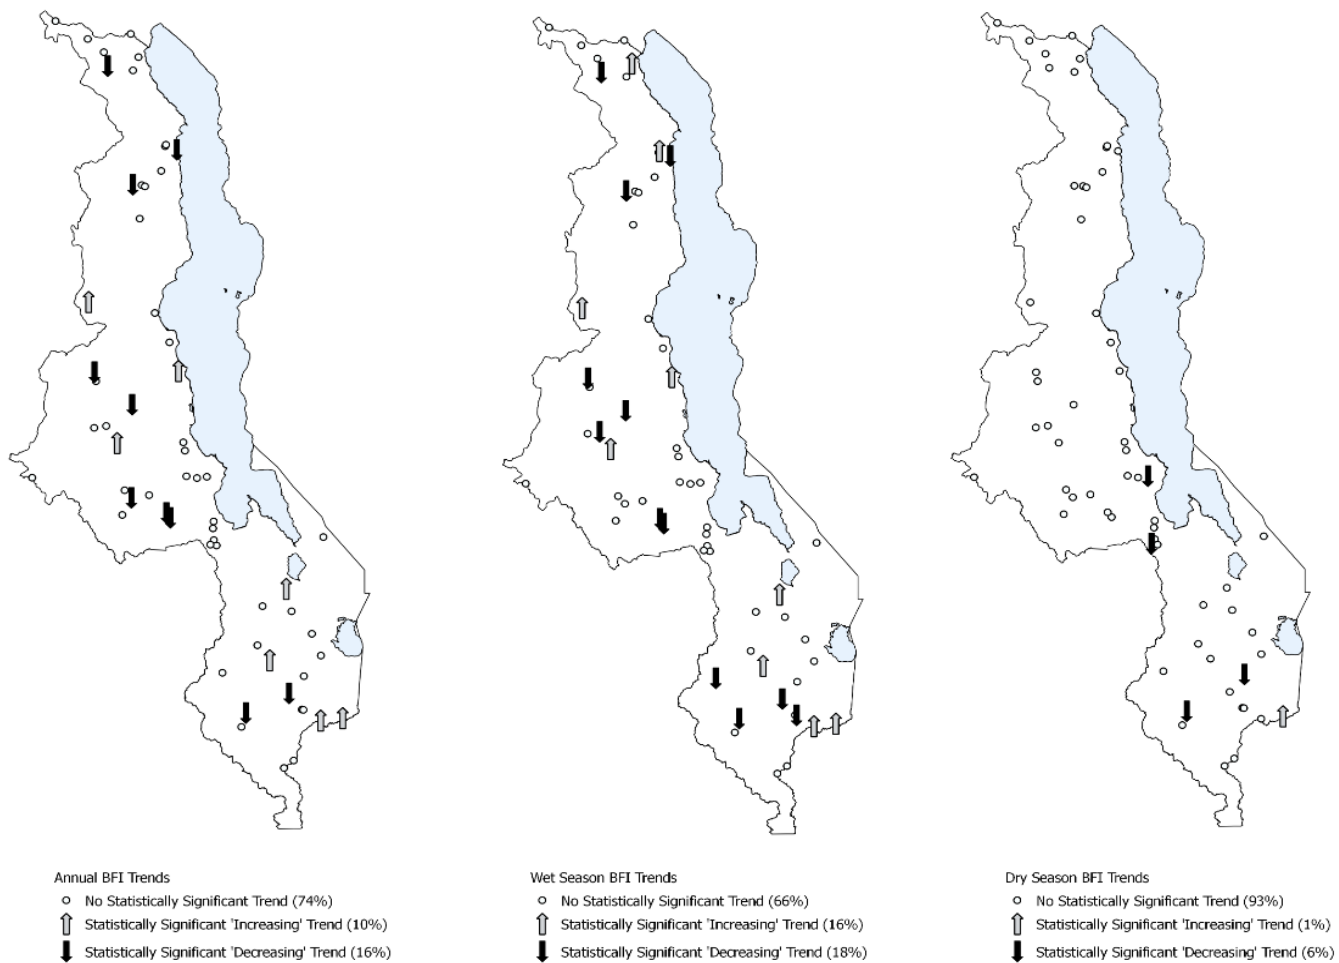 Annual BFI Trends
No Statistically Significant Trend (74%)
Statistically Significant 'Increasing' Trend (10%)
Statistically Significant 'Decreasing' Trend (16%)
Wet Season BFI Trends
No Statistically Significant Trend (66%)
Statistically Significant 'Increasing' Trend (16%)
Statistically Significant 'Decreasing' Trend (18%)
Dry Season BFI Trends
No Statistically Significant Trend (93%)
Statistically Significant 'Increasing' Trend (1%)
Statistically Significant 'Decreasing' Trend (6%)